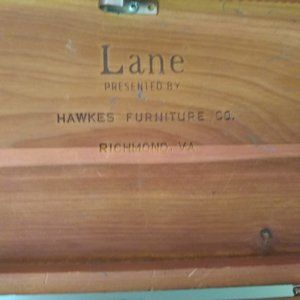 Lane
PRESENTED BY
HAWKES FURNITURE CO.
RICHMOND, VA.